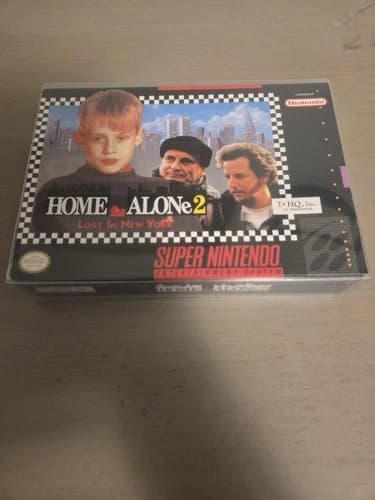 Nintendo
HOME ALONe 2
LOST IN NEW YORK
T•HQ, Inc.
SUPER NINTENDO
ENTERTAINMENT SYSTEM